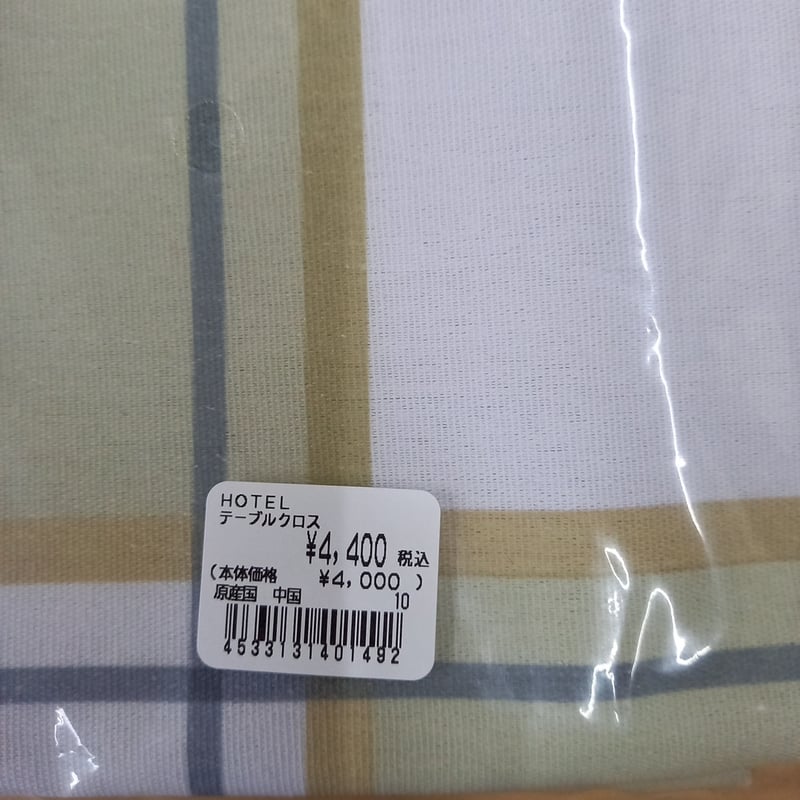 HOTEL
テーブルクロス
¥4,400 税込
(本体価格 ¥4,000 )
原産国 中国 10
4533131401492